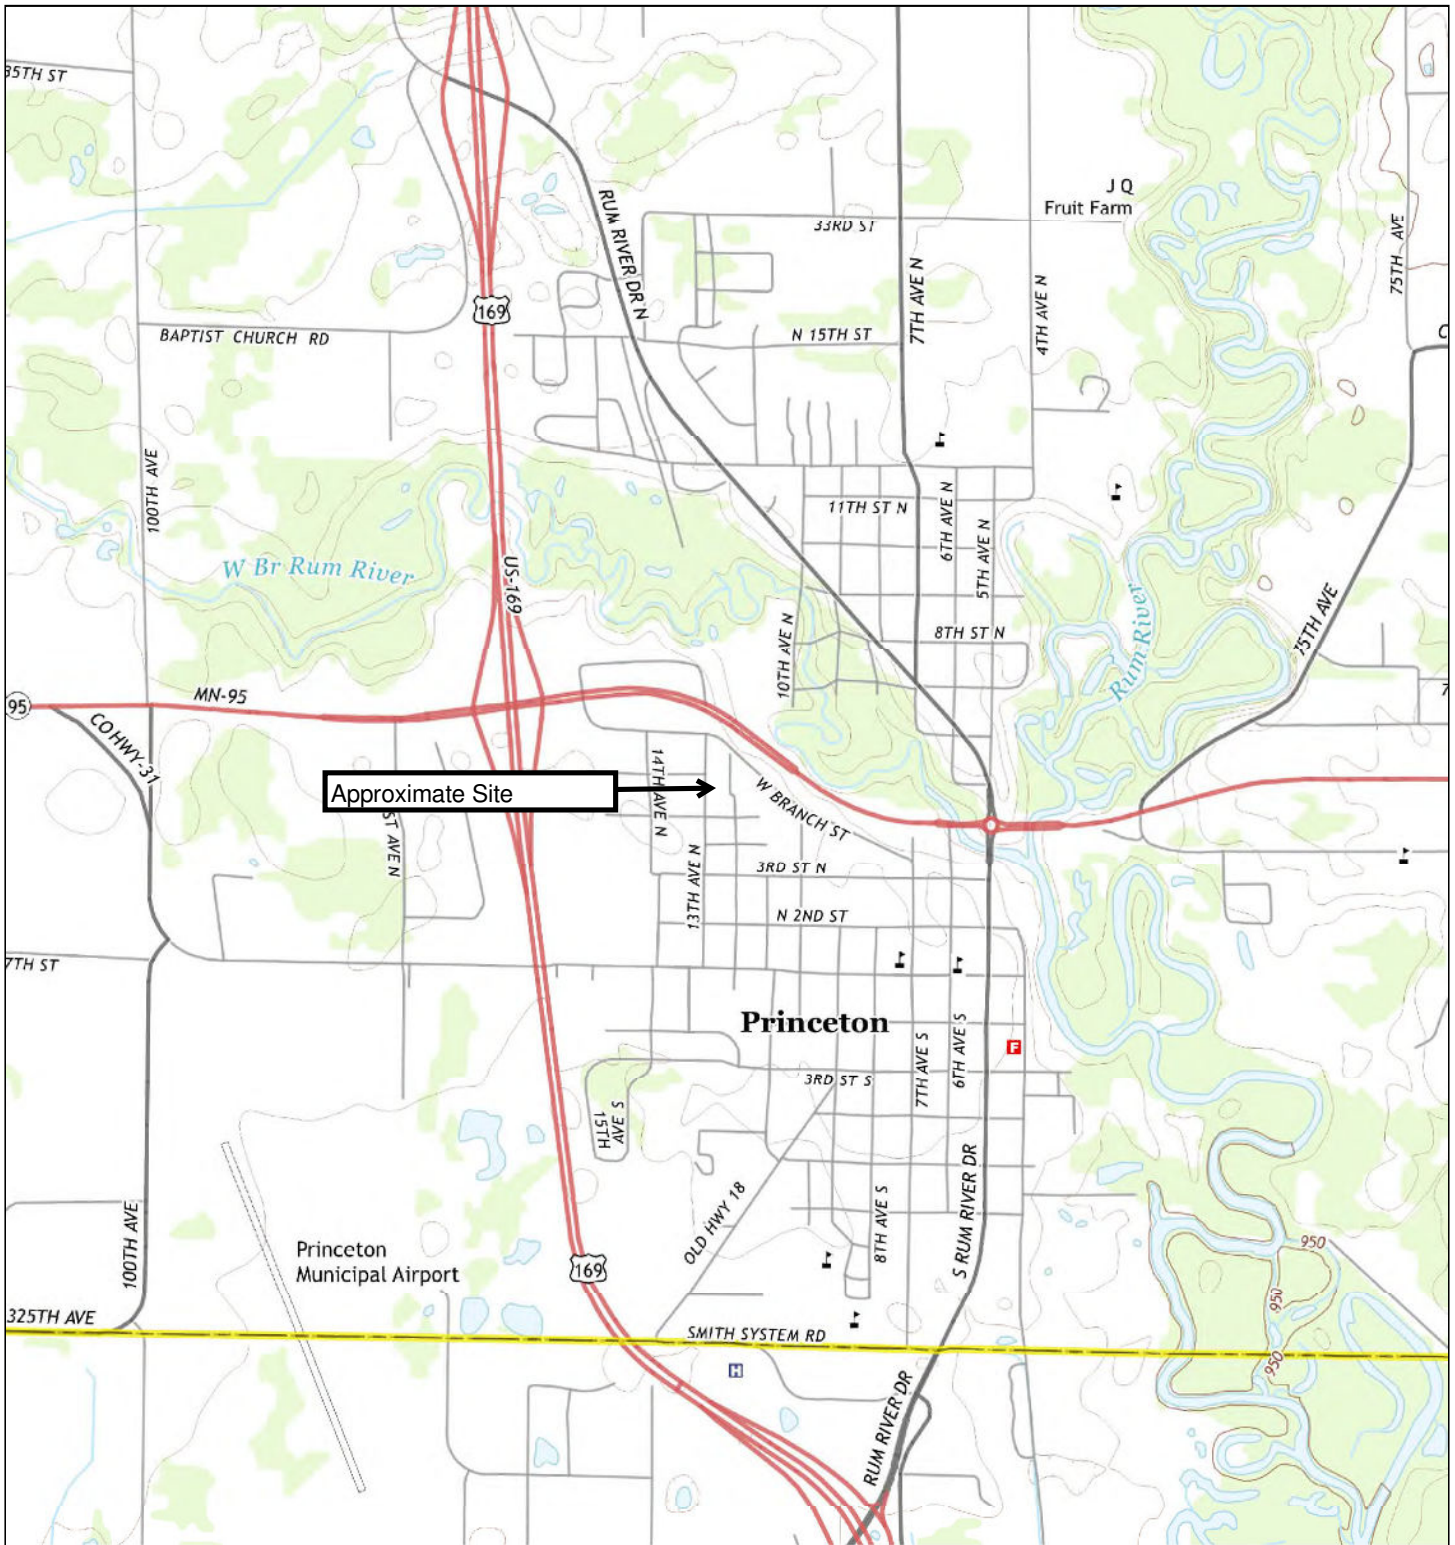 35TH ST
RUM RIVER DR N
J Q
Fruit Farm
33RD ST
75TH AVE
7TH AVE N
4TH AVE N
169
BAPTIST CHURCH RD
N 15TH ST
C
100TH AVE
11TH ST N
6TH AVE N
5TH AVE N
W Br Rum River
US-169
Rum River
75TH AVE
10TH AVE N
8TH ST N
95
MN-95
7
CO HWY-31
14TH AVE N
Approximate Site
W BRANCH ST
ST AVE N
13TH AVE N
3RD ST N
N 2ND ST
7TH ST
Princeton
F
7TH AVE S
6TH AVE S
3RD ST S
15TH
AVE S
OLD HWY 18
8TH AVE S
S RUM RIVER DR
100TH AVE
Princeton
Municipal Airport
169
950
950
950
325TH AVE
SMITH SYSTEM RD
H
RUM RIVER DR